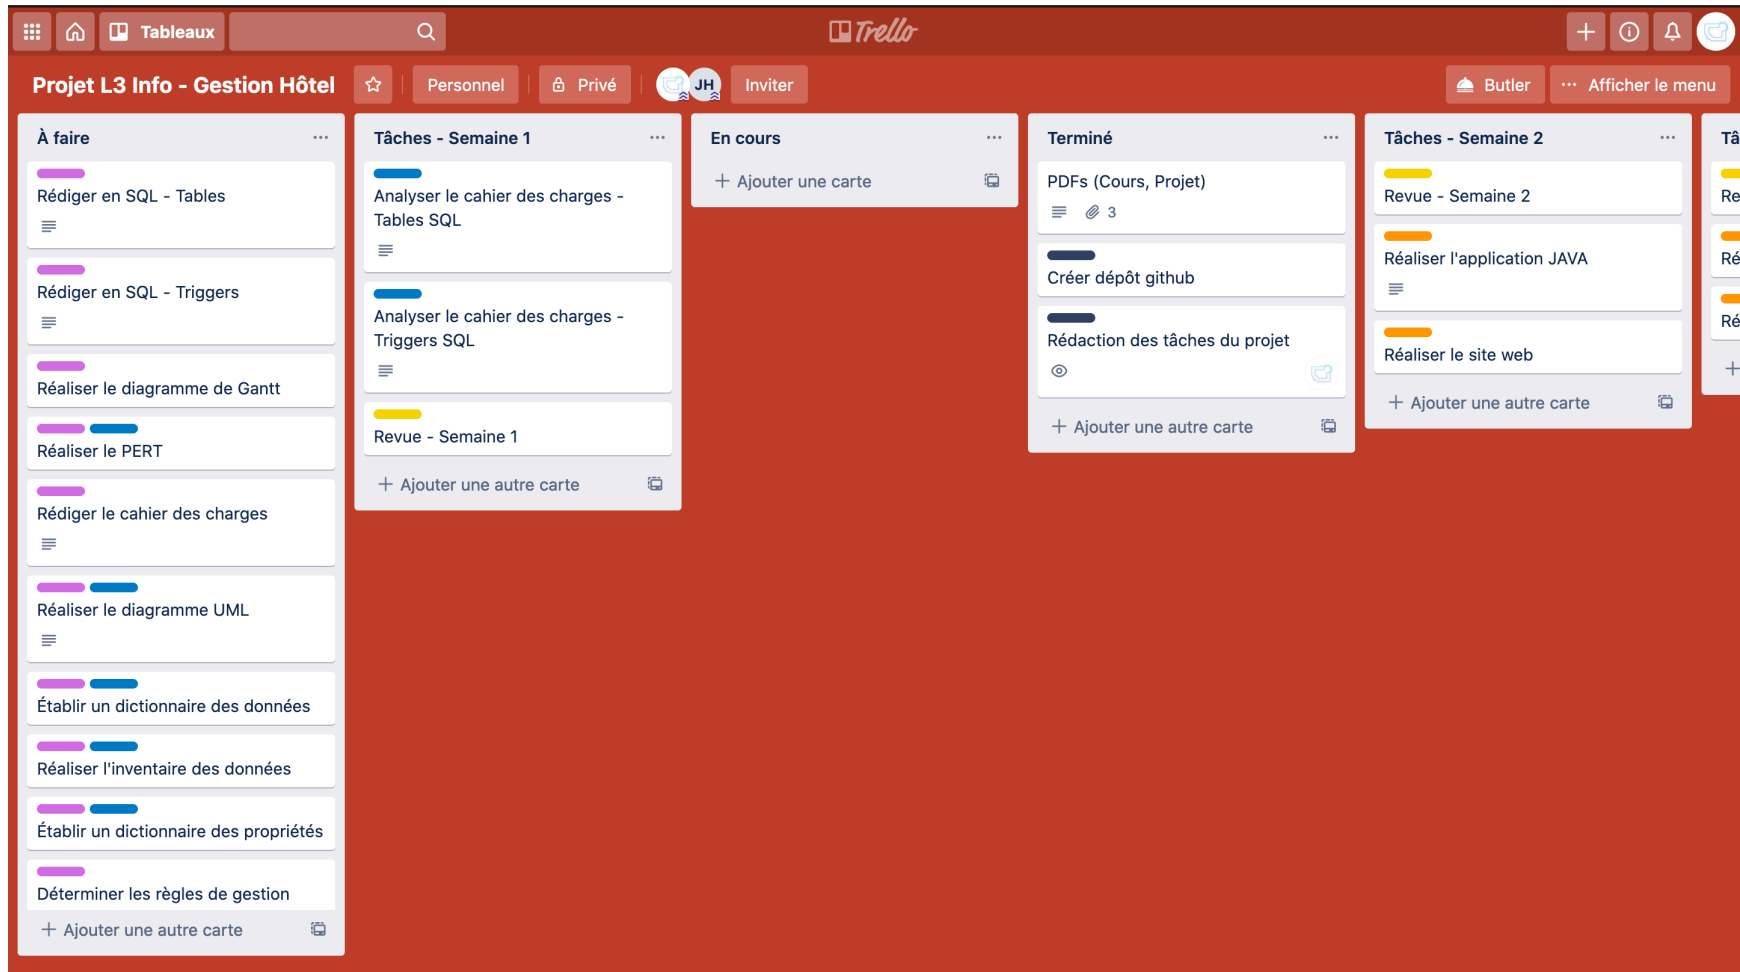 Tableaux
Trello
Projet L3 Info - Gestion Hôtel
Personnel
Privé
JH
Inviter
Butler
Afficher le menu
À faire
Rédiger en SQL - Tables
Rédiger en SQL - Triggers
Réaliser le diagramme de Gantt
Réaliser le PERT
Rédiger le cahier des charges
Réaliser le diagramme UML
Établir un dictionnaire des données
Réaliser l'inventaire des données
Établir un dictionnaire des propriétés
Déterminer les règles de gestion
+ Ajouter une autre carte
Tâches - Semaine 1
Analyser le cahier des charges -
Tables SQL
Analyser le cahier des charges -
Triggers SQL
Revue - Semaine 1
+ Ajouter une autre carte
En cours
+ Ajouter une carte
Terminé
PDFs (Cours, Projet)
3
Créer dépôt github
Rédaction des tâches du projet
+ Ajouter une autre carte
Tâches - Semaine 2
Revue - Semaine 2
Réaliser l'application JAVA
Réaliser le site web
+ Ajouter une autre carte
Tâ
Re
Ré
Ré
+